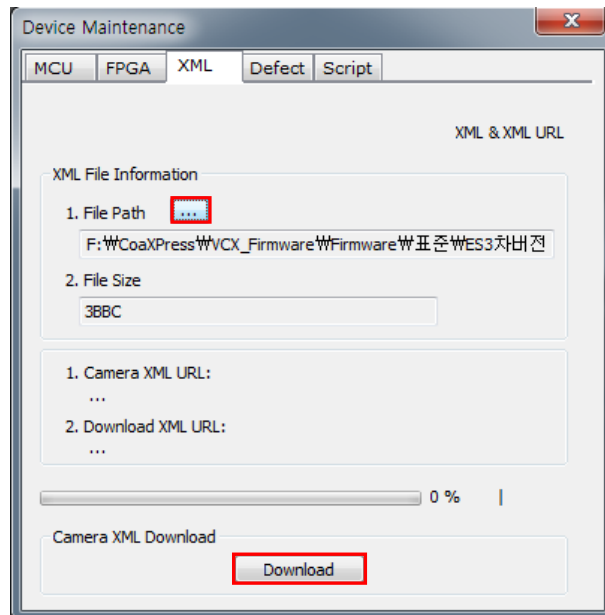 Device Maintenance
MCU FPGA XML Defect Script
XML & XML URL
XML File Information
1. File Path ...
F:₩CoaXPress₩VCX_Firmware₩Firmware₩표준₩ES3차버전
2. File Size
3BBC
1. Camera XML URL:
...
2. Download XML URL:
...
0 % |
Camera XML Download
Download